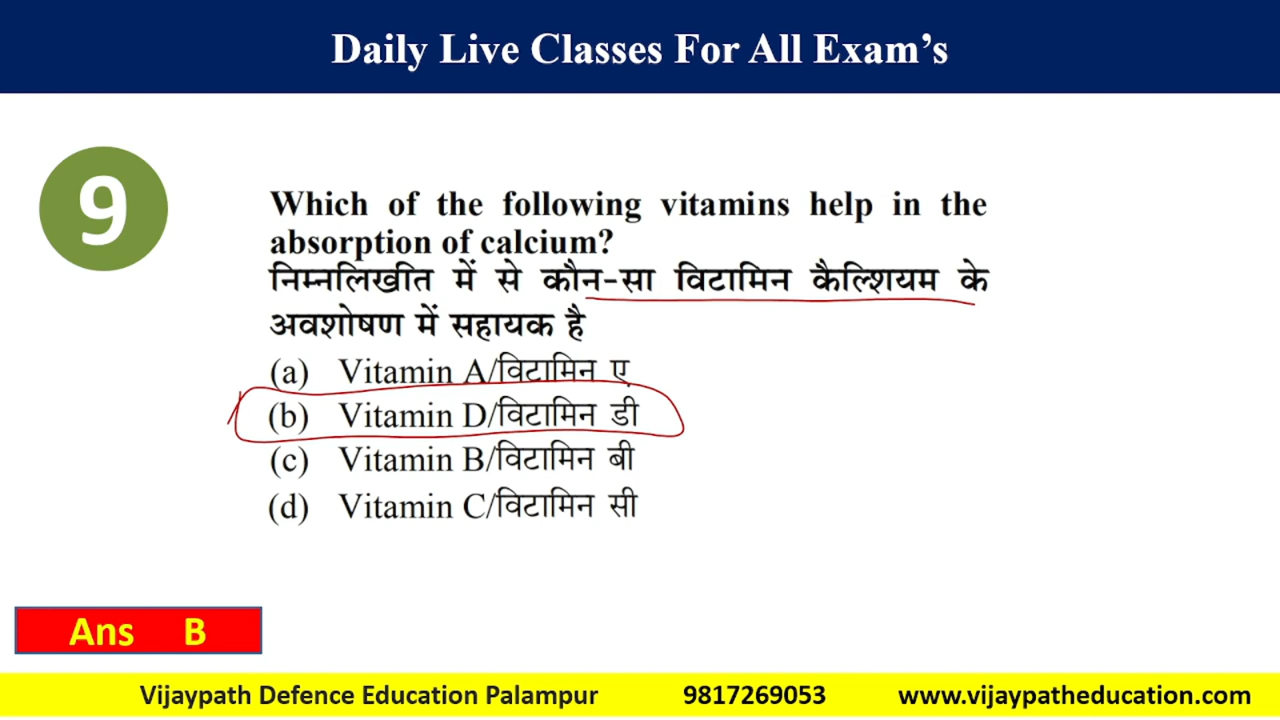 Daily Live Classes For All Exam's
9
Which of the following vitamins help in the
absorption of calcium?
निम्नलिखीत में से कौन-सा विटामिन कैल्शियम के
अवशोषण में सहायक है
(a) Vitamin A/विटामिन ए
(b) Vitamin D/विटामिन डी
(c) Vitamin B/विटामिन बी
(d) Vitamin C/विटामिन सी
Ans B
Vijaypath Defence Education Palampur 9817269053 www.vijaypatheducation.com